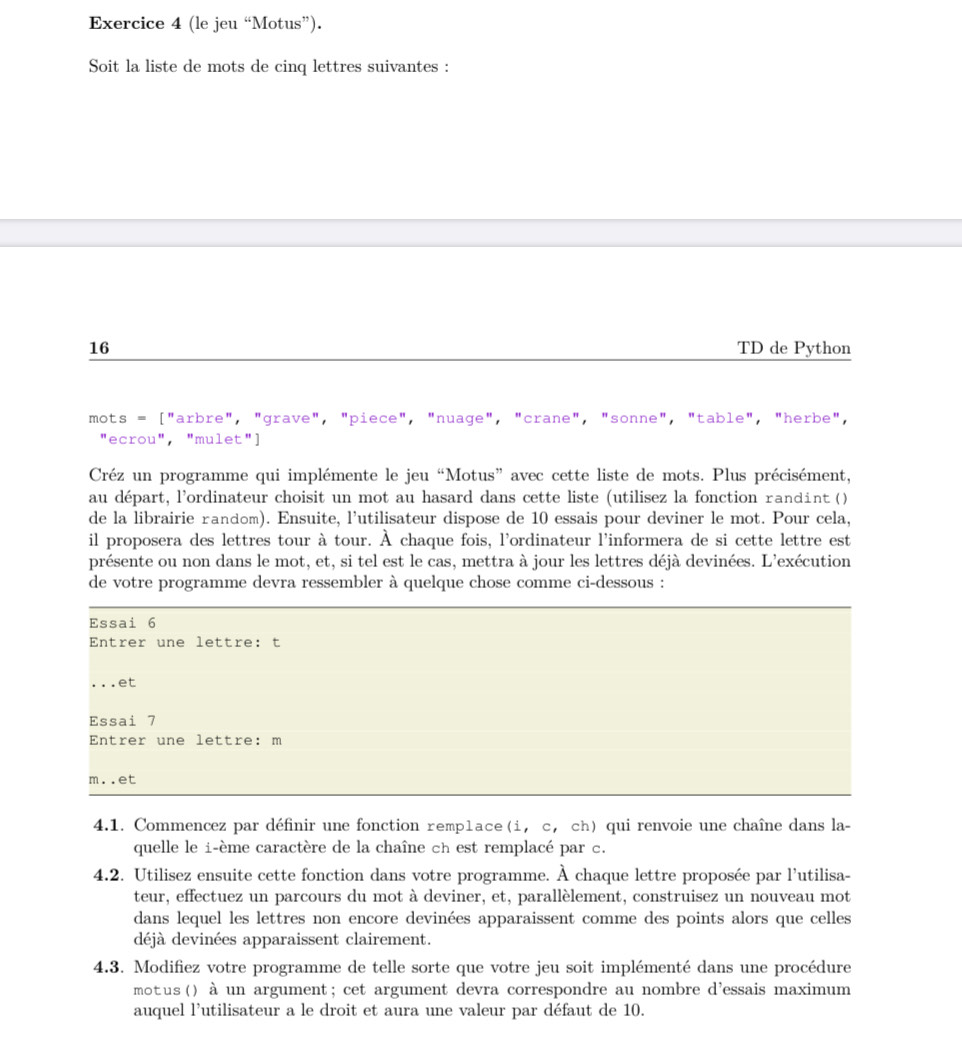 Exercice 4 (le jeu “Motus”).
Soit la liste de mots de cinq lettres suivantes :
16
TD de Python
mots = ["arbre", "grave", "piece", "nuage", "crane", "sonne", "table", "herbe",
"ecrou", "mulet"]
Créz un programme qui implémente le jeu “Motus” avec cette liste de mots. Plus précisément,
au départ, l’ordinateur choisit un mot au hasard dans cette liste (utilisez la fonction randint()
de la librairie random). Ensuite, l’utilisateur dispose de 10 essais pour deviner le mot. Pour cela,
il proposera des lettres tour à tour. À chaque fois, l’ordinateur l’informera de si cette lettre est
présente ou non dans le mot, et, si tel est le cas, mettra à jour les lettres déjà devinées. L’exécution
de votre programme devra ressembler à quelque chose comme ci-dessous :
Essai 6
Entrer une lettre: t
...et
Essai 7
Entrer une lettre: m
m..et
4.1. Commencez par définir une fonction remplace(i, c, ch) qui renvoie une chaîne dans la-
quelle le i-ème caractère de la chaîne ch est remplacé par c.
4.2. Utilisez ensuite cette fonction dans votre programme. À chaque lettre proposée par l’utilisa-
teur, effectuez un parcours du mot à deviner, et, parallèlement, construisez un nouveau mot
dans lequel les lettres non encore devinées apparaissent comme des points alors que celles
déjà devinées apparaissent clairement.
4.3. Modifiez votre programme de telle sorte que votre jeu soit implémenté dans une procédure
motus() à un argument ; cet argument devra correspondre au nombre d’essais maximum
auquel l’utilisateur a le droit et aura une valeur par défaut de 10.